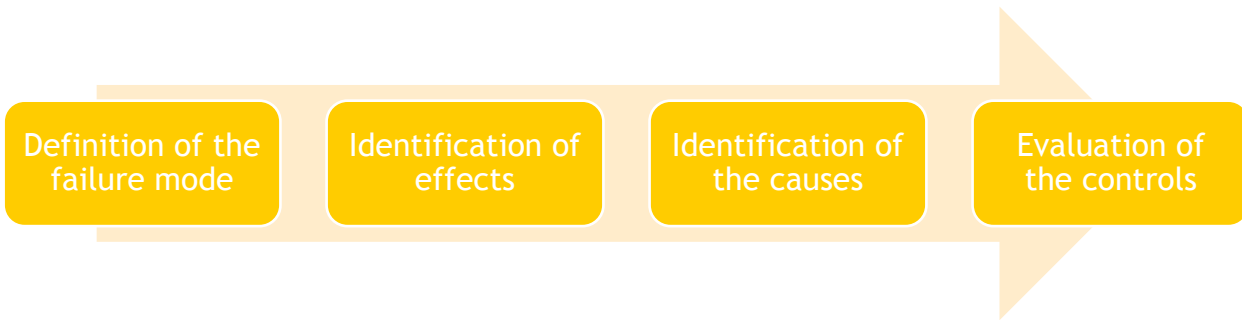 Definition of the
failure mode
Identification of
effects
Identification of
the causes
Evaluation of
the controls